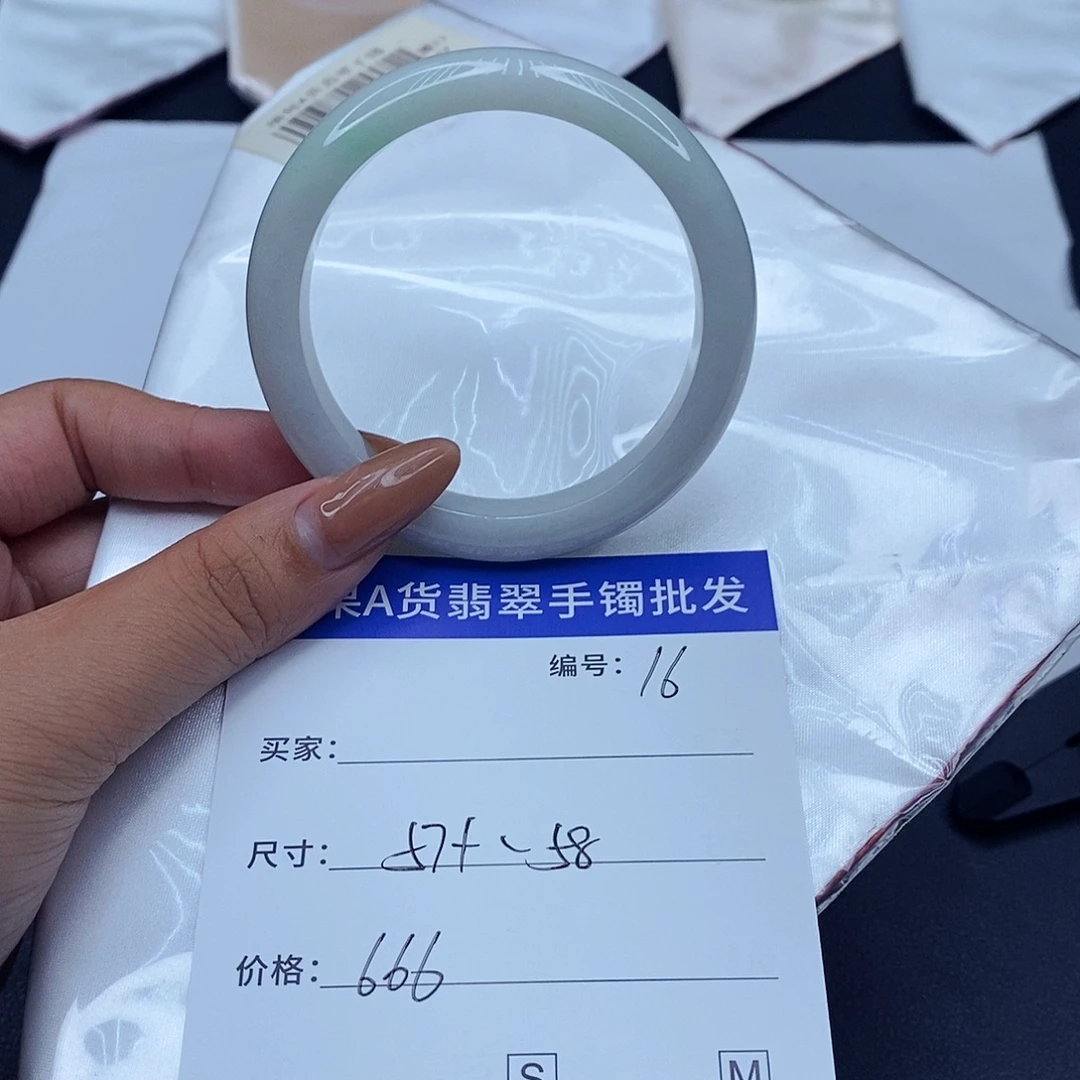 A货翡翠手镯批发
编号：16
买家：
尺寸：57+～58
价格：666
S M